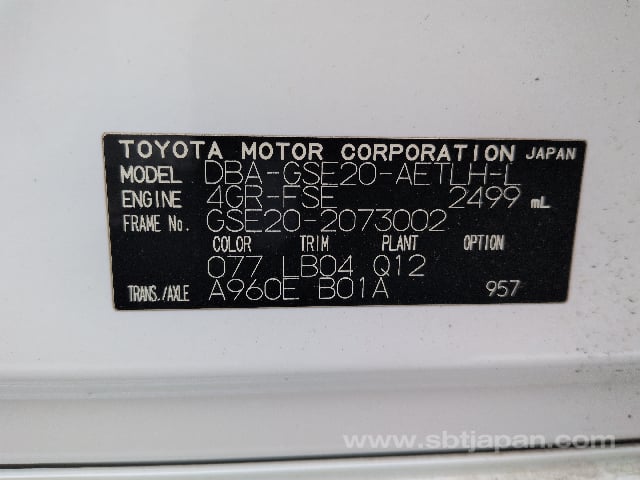 TOYOTA MOTOR CORPORATION JAPAN
MODEL DBA-GSE20-AETLH-L
ENGINE 4GR-FSE 2499 mL
FRAME No. GSE20-2073002
COLOR TRIM PLANT OPTION
077 LB04 Q12
TRANS./AXLE A960E B01A 957
www.sbtjapan.com